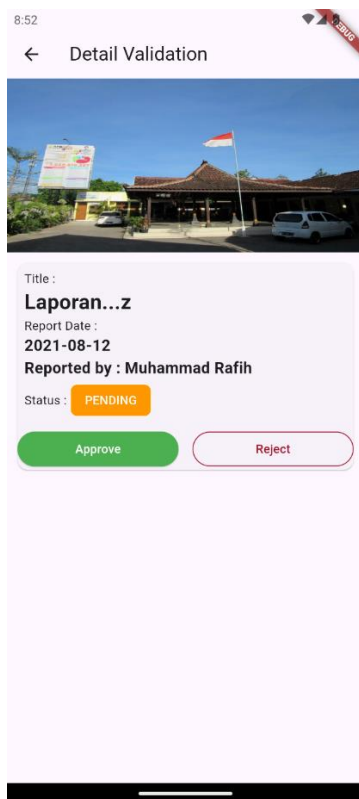 8:52
Detail Validation
Title :
Laporan...z
Report Date :
2021-08-12
Reported by : Muhammad Rafih
Status : PENDING
Approve Reject